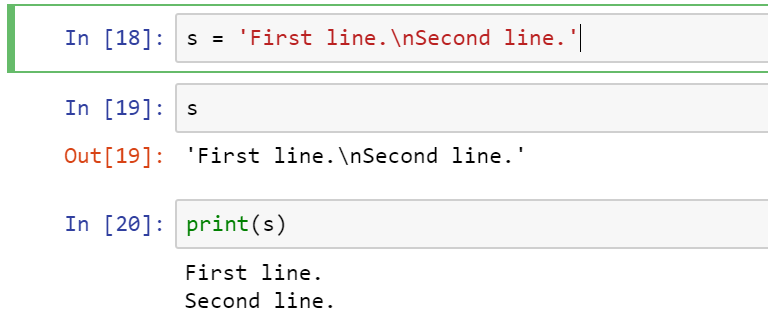 In [18]: s = 'First line.\nSecond line.'
In [19]: s
Out[19]: 'First line.\nSecond line.'
In [20]: print(s)
First line.
Second line.